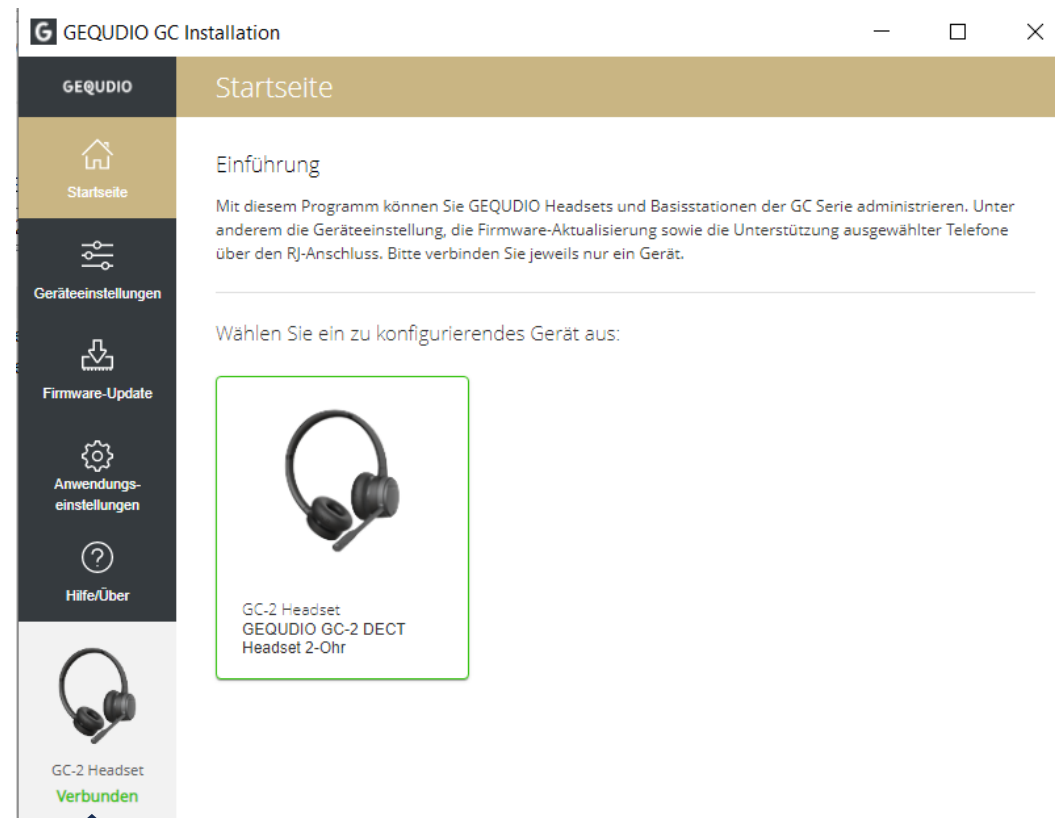 G GEQUDIO GC Installation
GEQUDIO
Startseite
Startseite
Geräteeinstellungen
Firmware-Update
Anwendungs-
einstellungen
Hilfe/Über
GC-2 Headset
Verbunden
Einführung
Mit diesem Programm können Sie GEQUDIO Headsets und Basisstationen der GC Serie administrieren. Unter
anderem die Geräteeinstellung, die Firmware-Aktualisierung sowie die Unterstützung ausgewählter Telefone
über den RJ-Anschluss. Bitte verbinden Sie jeweils nur ein Gerät.
Wählen Sie ein zu konfigurierendes Gerät aus:
GC-2 Headset
GEQUDIO GC-2 DECT
Headset 2-Ohr